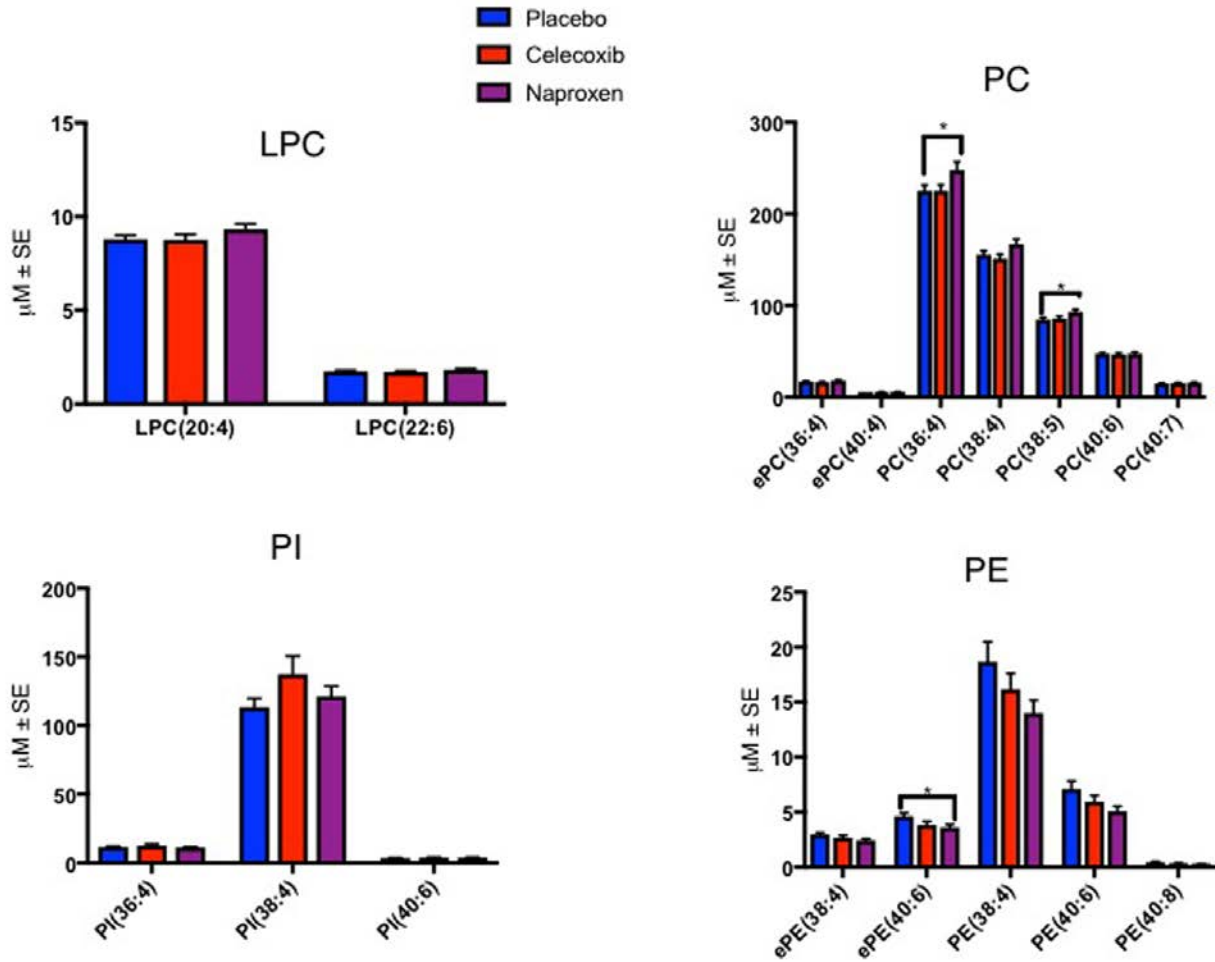 Placebo
Celecoxib
Naproxen
LPC
15
10
5
0
µM ± SE
LPC(20:4)
LPC(22:6)
PC
300
200
100
0
µM ± SE
*
*
ePC(36:4)
ePC(40:4)
PC(36:4)
PC(38:4)
PC(38:5)
PC(40:6)
PC(40:7)
PI
200
150
100
50
0
µM ± SE
PI(36:4)
PI(38:4)
PI(40:6)
PE
25
20
15
10
5
0
µM ± SE
*
ePE(38:4)
ePE(40:6)
PE(38:4)
PE(40:6)
PE(40:8)